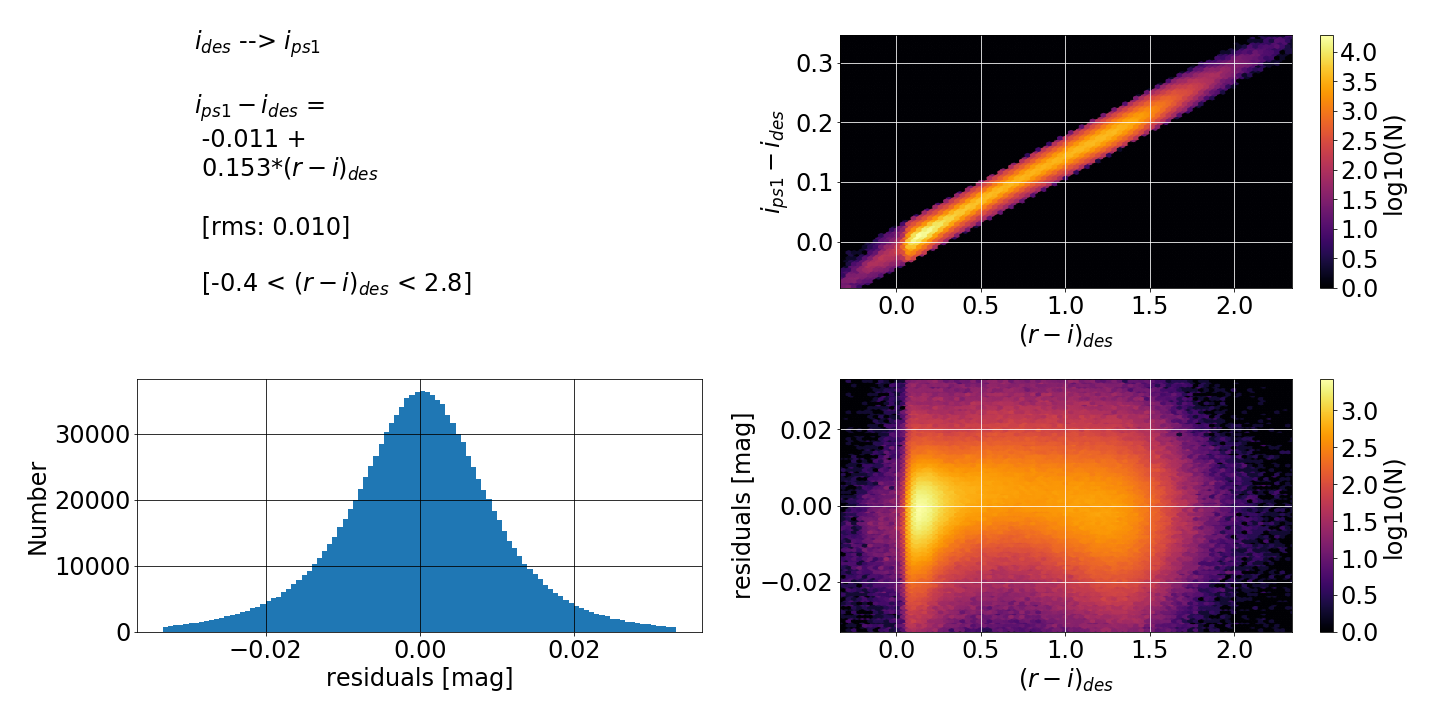 i_des --> i_ps1
i_ps1 − i_des =
-0.011 +
0.153*(r − i)_des
[rms: 0.010]
[-0.4 < (r − i)_des < 2.8]
0.3
0.2
0.1
0.0
i_ps1 − i_des
0.0 0.5 1.0 1.5 2.0
(r − i)_des
4.0
3.5
3.0
2.5
2.0
1.5
1.0
0.5
0.0
log10(N)
30000
20000
10000
0
Number
−0.02 0.00 0.02
residuals [mag]
0.02
0.00
−0.02
residuals [mag]
0.0 0.5 1.0 1.5 2.0
(r − i)_des
3.0
2.5
2.0
1.5
1.0
0.5
0.0
log10(N)